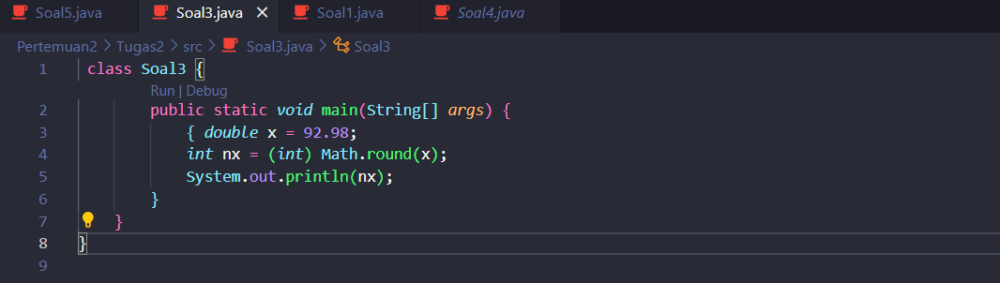 Soal5.java Soal3.java × Soal1.java Soal4.java
Pertemuan2 > Tugas2 > src > Soal3.java > Soal3
1 class Soal3 {
Run | Debug
2 public static void main(String[] args) {
3 { double x = 92.98;
4 int nx = (int) Math.round(x);
5 System.out.println(nx);
6 }
7 }
8 }
9